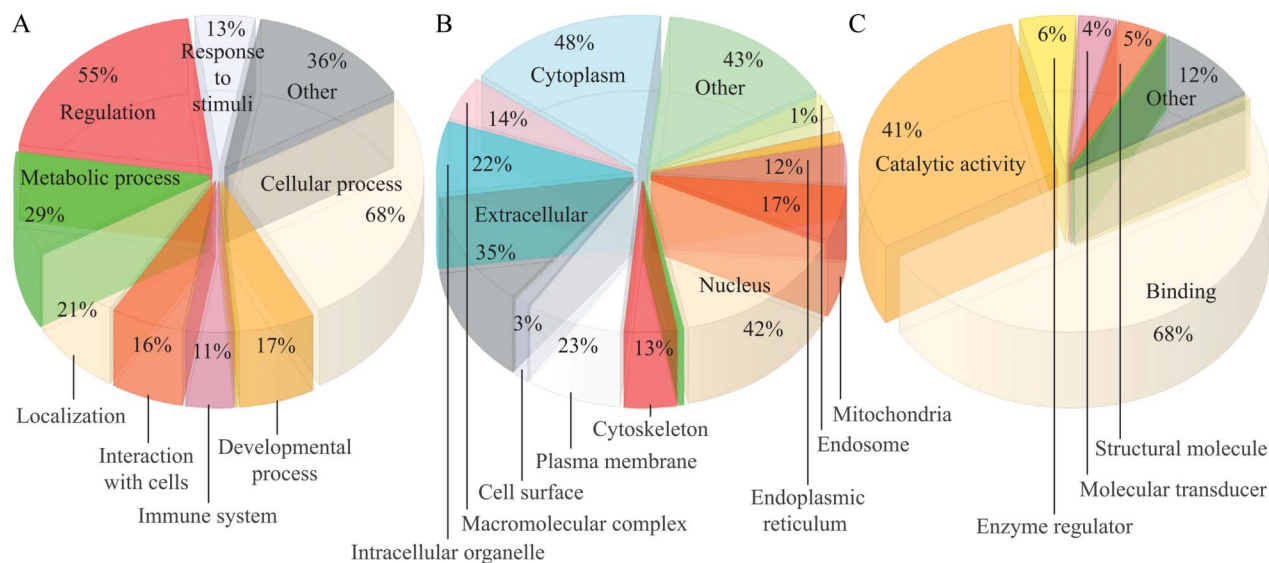 A
13%
Response
to
stimuli
36%
Other
55%
Regulation
Metabolic process
29%
Cellular process
68%
21%
16%
11%
17%
Localization
Interaction
with cells
Immune system
Developmental
process
B
48%
Cytoplasm
43%
Other
14%
1%
22%
12%
17%
Extracellular
35%
Nucleus
42%
3%
23%
13%
Cytoskeleton
Plasma membrane
Cell surface
Macromolecular complex
Intracellular organelle
Mitochondria
Endosome
Endoplasmic
reticulum
C
6%
4%
5%
12%
Other
41%
Catalytic activity
Binding
68%
Structural molecule
Molecular transducer
Enzyme regulator